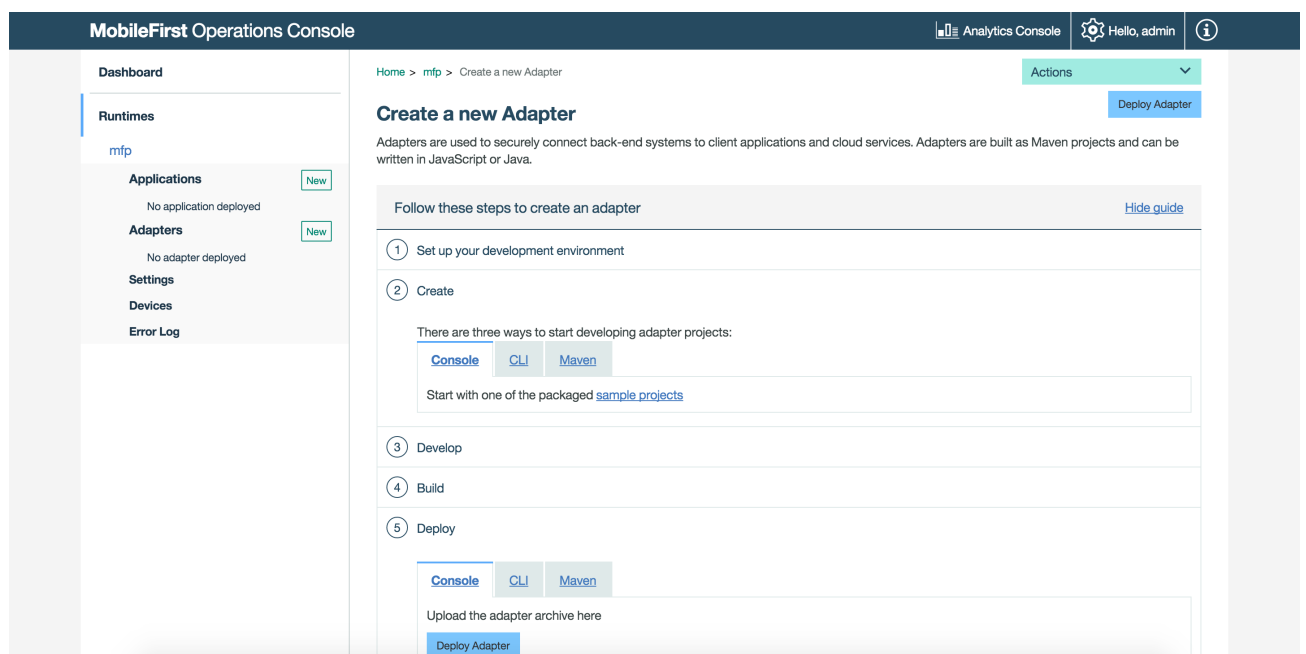 MobileFirst Operations Console
Analytics Console
Hello, admin
Dashboard
Runtimes
mfp
Applications New
No application deployed
Adapters New
No adapter deployed
Settings
Devices
Error Log
Home > mfp > Create a new Adapter
Actions
Deploy Adapter
Create a new Adapter
Adapters are used to securely connect back-end systems to client applications and cloud services. Adapters are built as Maven projects and can be
written in JavaScript or Java.
Follow these steps to create an adapter Hide guide
1 Set up your development environment
2 Create
There are three ways to start developing adapter projects:
Console CLI Maven
Start with one of the packaged sample projects
3 Develop
4 Build
5 Deploy
Console CLI Maven
Upload the adapter archive here
Deploy Adapter